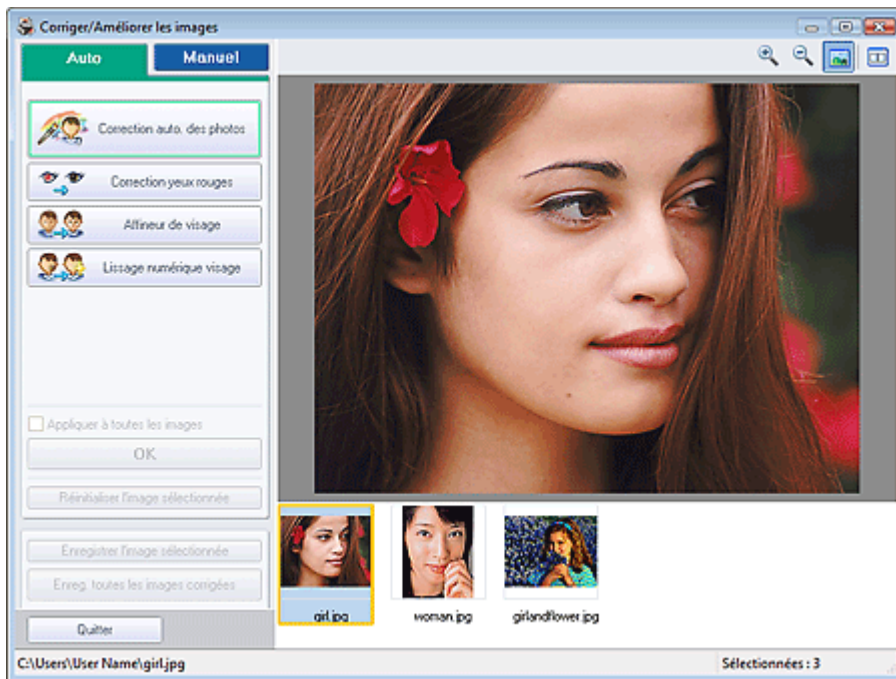 Corriger/Améliorer les images
Auto
Manuel
Correction auto. des photos
Correction yeux rouges
Affineur de visage
Lissage numérique visage
Appliquer à toutes les images
OK
Réinitialiser l'image sélectionnée
Enregistrer l'image sélectionnée
Enreg. toutes les images corrigées
Quitter
girl.jpg
woman.jpg
girlandflower.jpg
C:\Users\User Name\girl.jpg
Sélectionnées : 3